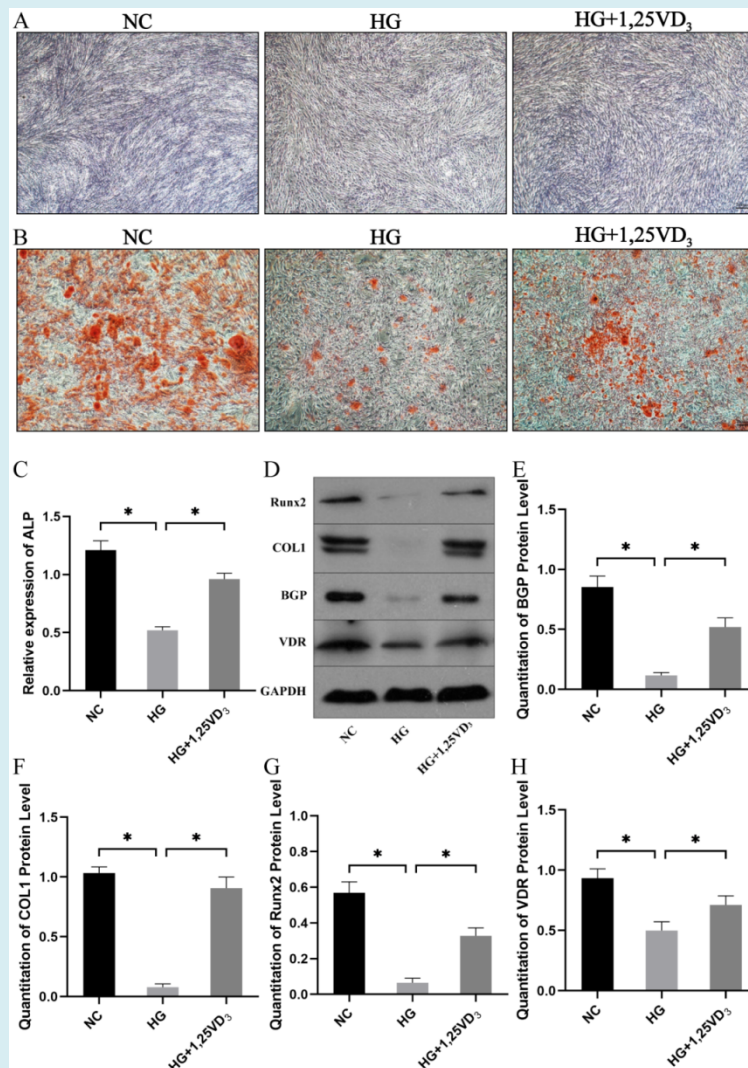 A
NC
HG
HG+1,25VD₃
B
NC
HG
HG+1,25VD₃
C
Relative expression of ALP
1.5
1.0
0.5
0.0
* *
NC
HG
HG+1,25VD₃
D
Runx2
COL1
BGP
VDR
GAPDH
NC
HG
HG+1,25VD₃
E
Quantitation of BGP Protein Level
1.5
1.0
0.5
0.0
* *
NC
HG
HG+1,25VD₃
F
Quantitation of COL1 Protein Level
1.5
1.0
0.5
0.0
* *
NC
HG
HG+1,25VD₃
G
Quantitation of Runx2 Protein Level
0.8
0.6
0.4
0.2
0.0
* *
NC
HG
HG+1,25VD₃
H
Quantitation of VDR Protein Level
1.5
1.0
0.5
0.0
* *
NC
HG
HG+1,25VD₃